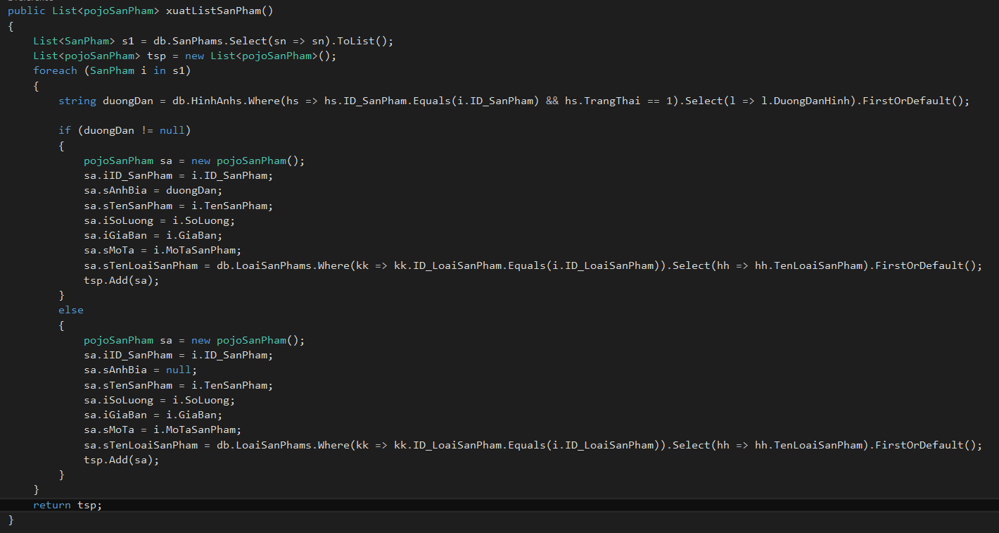 public List<pojoSanPham> xuatListSanPham()
{
List<SanPham> s1 = db.SanPhams.Select(sn => sn).ToList();
List<pojoSanPham> tsp = new List<pojoSanPham>();
foreach (SanPham i in s1)
{
string duongDan = db.HinhAnhs.Where(hs => hs.ID_SanPham.Equals(i.ID_SanPham) && hs.TrangThai == 1).Select(l => l.DuongDanHinh).FirstOrDefault();
if (duongDan != null)
{
pojoSanPham sa = new pojoSanPham();
sa.iID_SanPham = i.ID_SanPham;
sa.sAnhBia = duongDan;
sa.sTenSanPham = i.TenSanPham;
sa.iSoLuong = i.SoLuong;
sa.iGiaBan = i.GiaBan;
sa.sMoTa = i.MoTaSanPham;
sa.sTenLoaiSanPham = db.LoaiSanPhams.Where(kk => kk.ID_LoaiSanPham.Equals(i.ID_LoaiSanPham)).Select(hh => hh.TenLoaiSanPham).FirstOrDefault();
tsp.Add(sa);
}
else
{
pojoSanPham sa = new pojoSanPham();
sa.iID_SanPham = i.ID_SanPham;
sa.sAnhBia = null;
sa.sTenSanPham = i.TenSanPham;
sa.iSoLuong = i.SoLuong;
sa.iGiaBan = i.GiaBan;
sa.sMoTa = i.MoTaSanPham;
sa.sTenLoaiSanPham = db.LoaiSanPhams.Where(kk => kk.ID_LoaiSanPham.Equals(i.ID_LoaiSanPham)).Select(hh => hh.TenLoaiSanPham).FirstOrDefault();
tsp.Add(sa);
}
}
return tsp;
}